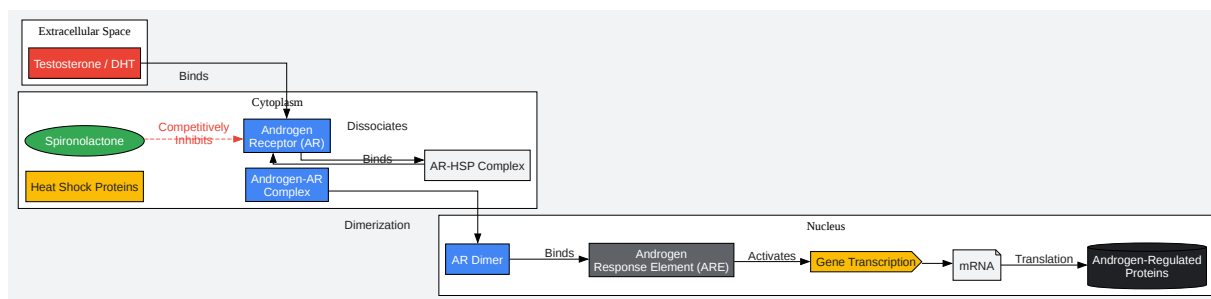 Extracellular Space
Testosterone / DHT
Binds
Cytoplasm
Spironolactone
Competitively
Inhibits
Androgen
Receptor (AR)
Dissociates
Binds
AR-HSP Complex
Heat Shock Proteins
Androgen-AR
Complex
Dimerization
Nucleus
AR Dimer
Binds
Androgen
Response Element (ARE)
Activates
Gene Transcription
mRNA
Translation
Androgen-Regulated
Proteins